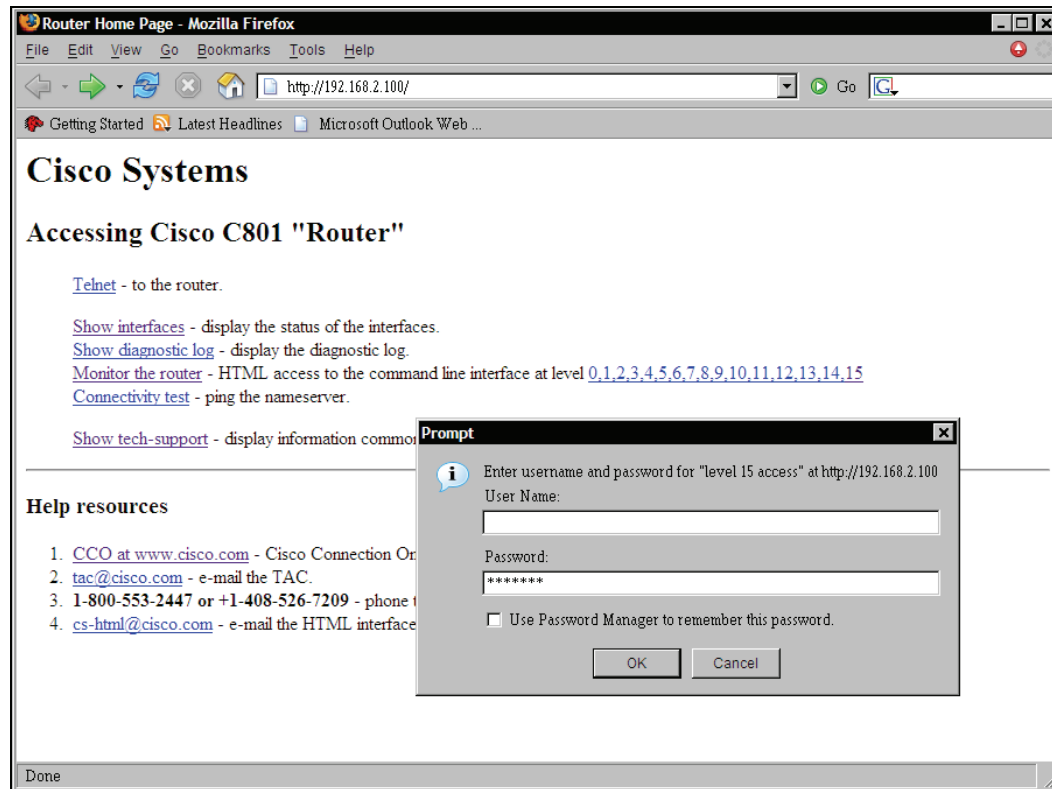 Router Home Page - Mozilla Firefox
File Edit View Go Bookmarks Tools Help
http://192.168.2.100/ Go G
Getting Started Latest Headlines Microsoft Outlook Web ...
Cisco Systems
Accessing Cisco C801 "Router"
Telnet - to the router.
Show interfaces - display the status of the interfaces.
Show diagnostic log - display the diagnostic log.
Monitor the router - HTML access to the command line interface at level 0,1,2,3,4,5,6,7,8,9,10,11,12,13,14,15
Connectivity test - ping the nameserver.
Show tech-support - display information commo
Help resources
1. CCO at www.cisco.com - Cisco Connection On
2. tac@cisco.com - e-mail the TAC.
3. 1-800-553-2447 or +1-408-526-7209 - phone t
4. cs-html@cisco.com - e-mail the HTML interface
Prompt
Enter username and password for "level 15 access" at http://192.168.2.100
User Name:
Password:
*******
Use Password Manager to remember this password.
OK Cancel
Done